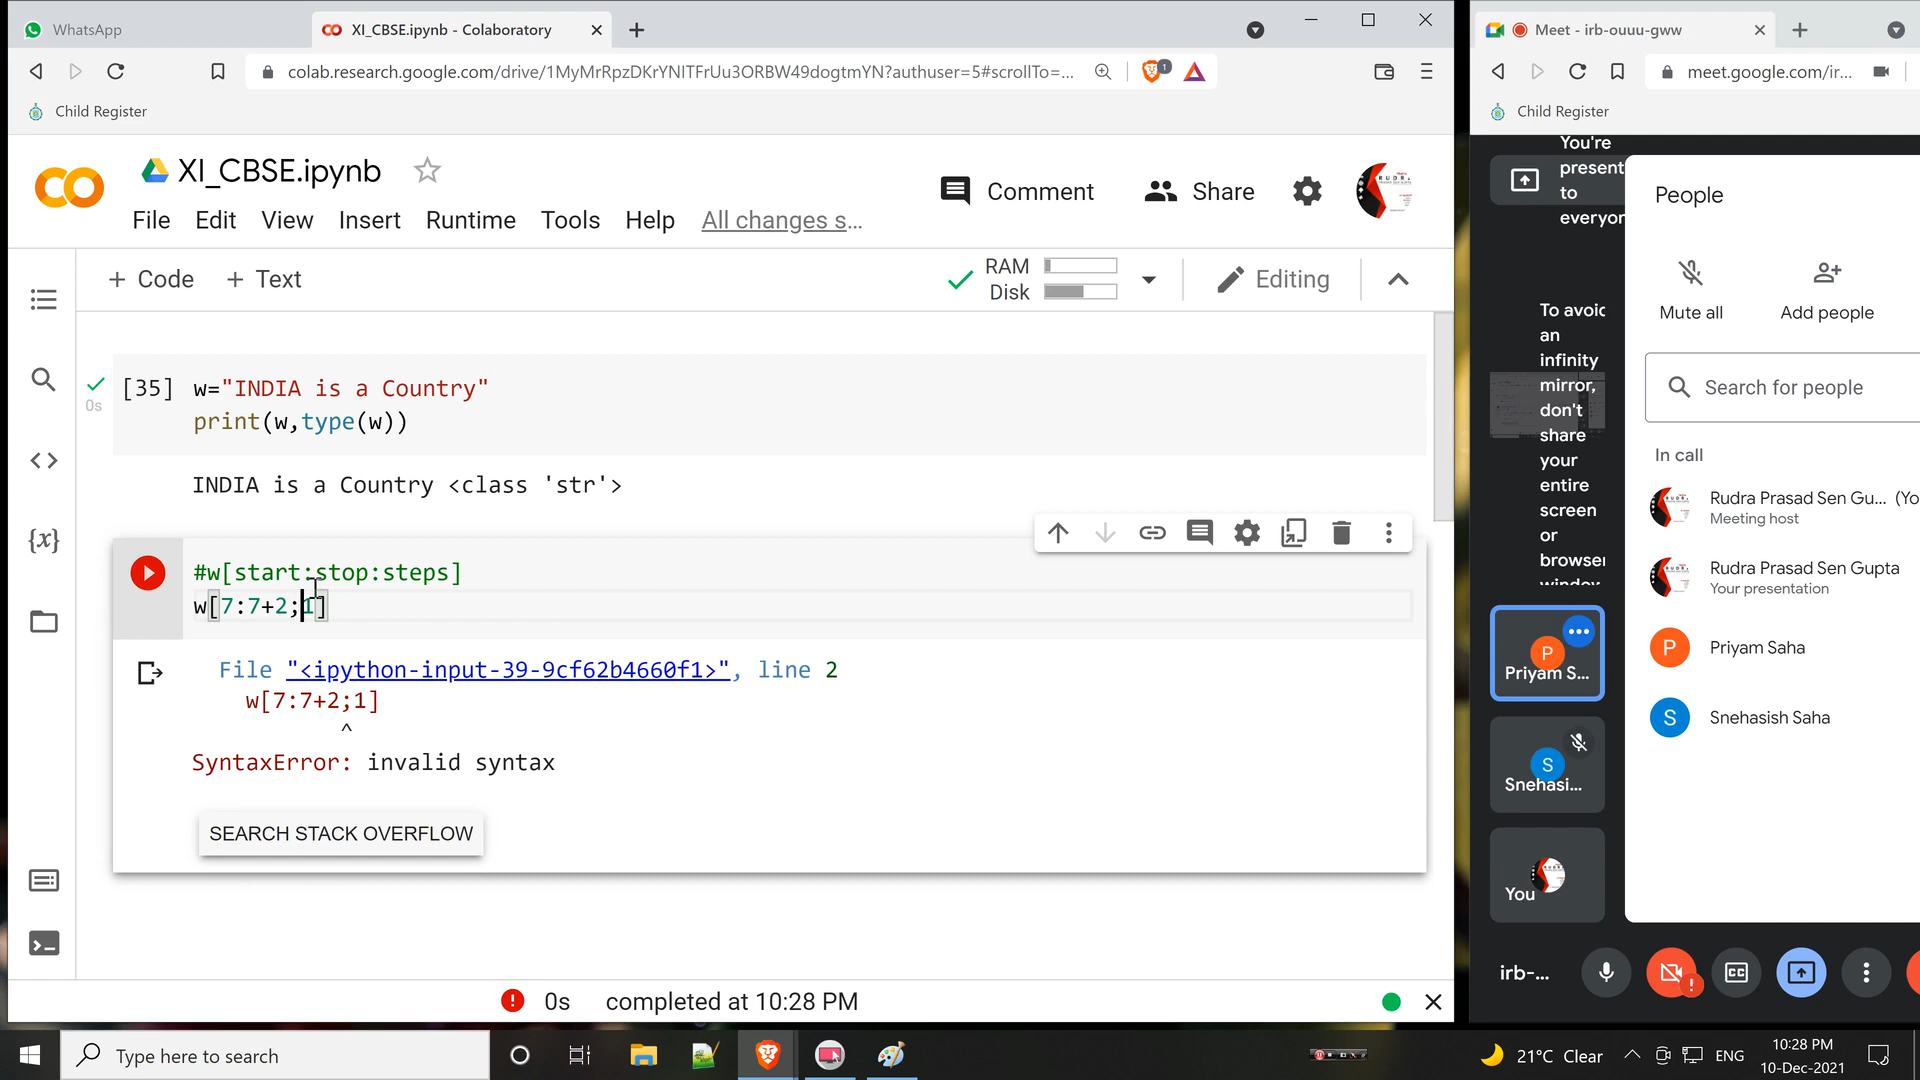 WhatsApp
XI_CBSE.ipynb - Colaboratory
colab.research.google.com/drive/1MyMrRpzDKrYNITFrUu3ORBW49dogtmYN?authuser=5#scrollTo=...
1
Child Register
XI_CBSE.ipynb
Comment
Share
File Edit View Insert Runtime Tools Help All changes s...
+ Code + Text
RAM
Disk
Editing
[35] w="INDIA is a Country"
0s
print(w,type(w))
INDIA is a Country <class 'str'>
#w[start:stop:steps]
w[7:7+2;1]
File "<ipython-input-39-9cf62b4660f1>", line 2
w[7:7+2;1]
^
SyntaxError: invalid syntax
SEARCH STACK OVERFLOW
{x}
0s completed at 10:28 PM
Meet - irb-ouuu-gww
meet.google.com/ir...
Child Register
You're
present
to
everyon
To avoid
an
infinity
mirror,
don't
share
your
entire
screen
or
browser
window
Priyam S...
Snehasi...
You
People
Mute all
Add people
Search for people
In call
Rudra Prasad Sen Gu... (Yo
Meeting host
Rudra Prasad Sen Gupta
Your presentation
P
Priyam Saha
S
Snehasish Saha
irb-...
CC
Type here to search
21°C Clear
ENG
10:28 PM
10-Dec-2021